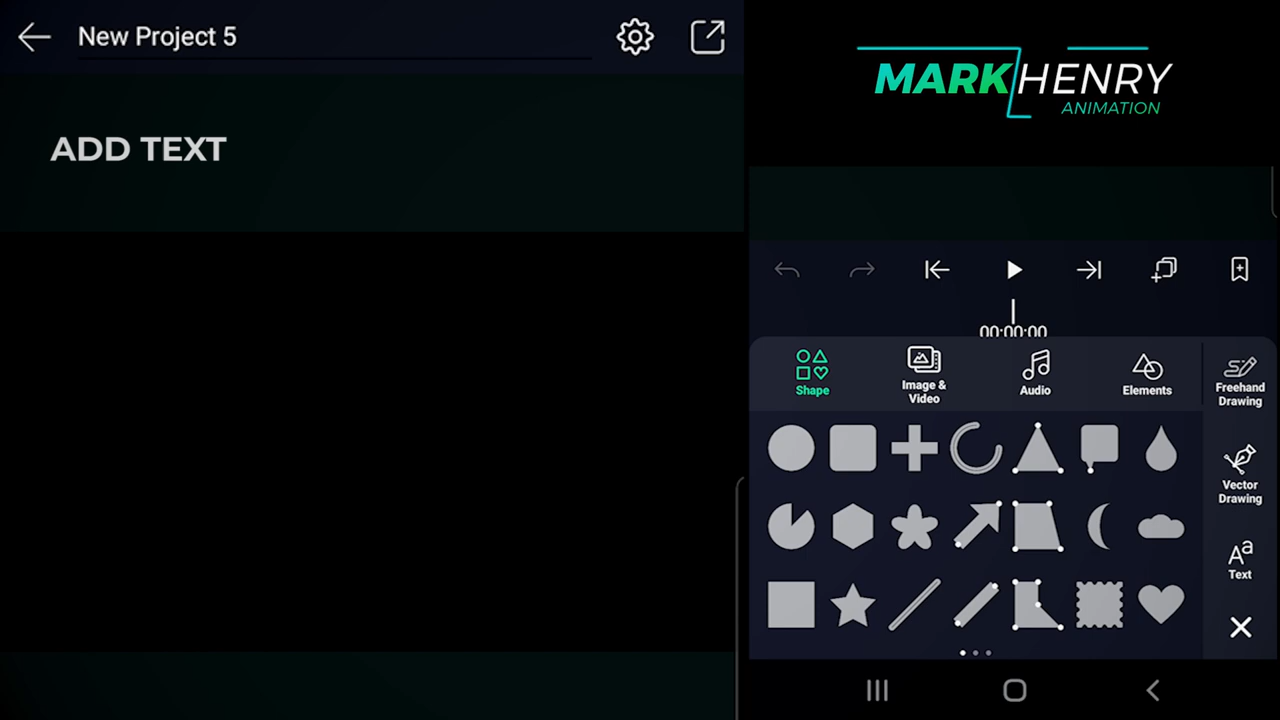 New Project 5
ADD TEXT
MARK HENRY
ANIMATION
00:00:00
Shape
Image &
Video
Audio
Elements
Freehand
Drawing
Vector
Drawing
Aa
Text